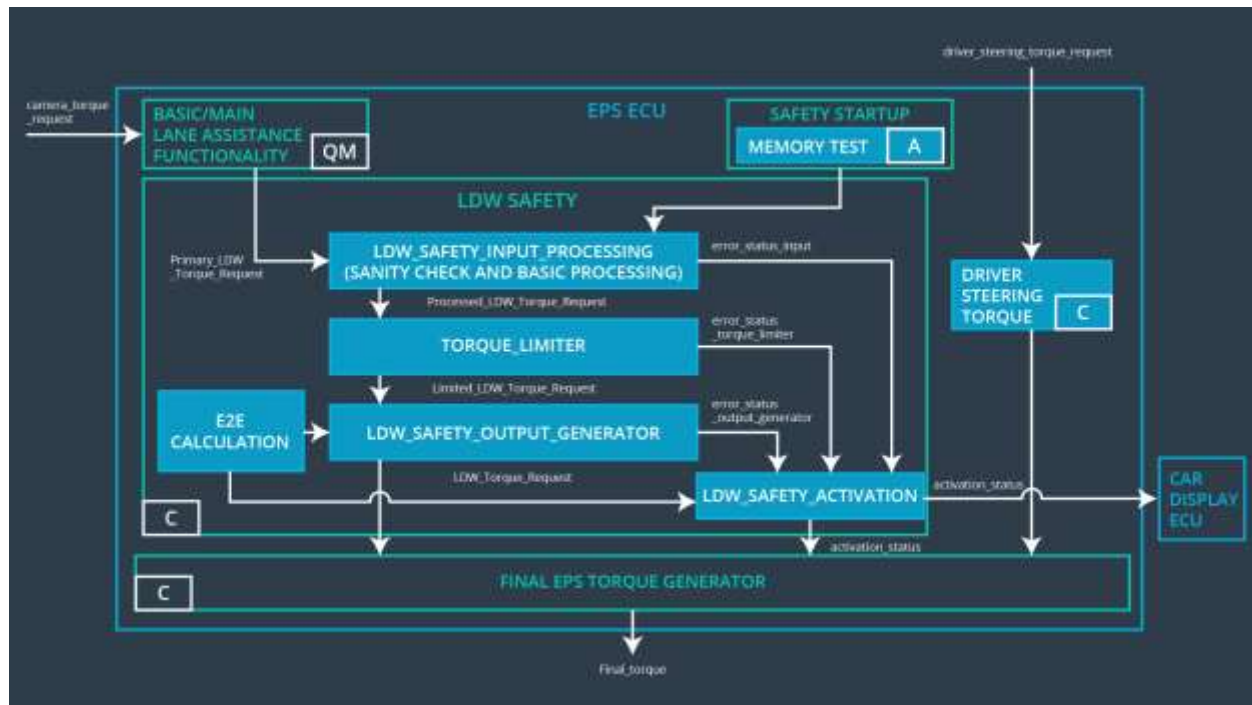 driver_steering_torque_request
camera_torque
_request
EPS ECU
BASIC/MAIN
LANE ASSISTANCE
FUNCTIONALITY
QM
SAFETY STARTUP
MEMORY TEST
A
LDW SAFETY
Primary_LDW
_Torque_Request
LDW_SAFETY_INPUT_PROCESSING
(SANITY CHECK AND BASIC PROCESSING)
error_status_input
DRIVER
STEERING
TORQUE
C
Processed_LDW_Torque_Request
TORQUE_LIMITER
error_status
_torque_limiter
Limited_LDW_Torque_Request
E2E
CALCULATION
LDW_SAFETY_OUTPUT_GENERATOR
error_status
_output_generator
LDW_Torque_Request
LDW_SAFETY_ACTIVATION
activation_status
CAR
DISPLAY
ECU
C
activation_status
FINAL EPS TORQUE GENERATOR
C
Final_torque